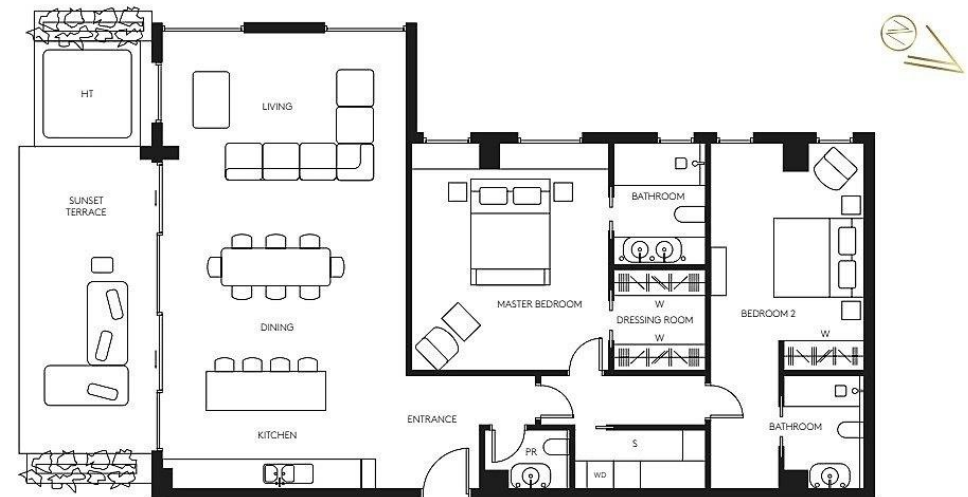 N
HT
LIVING
SUNSET
TERRACE
BATHROOM
MASTER BEDROOM
W
DRESSING ROOM
W
BEDROOM 2
W
DINING
ENTRANCE
KITCHEN
PR
S
WD
BATHROOM